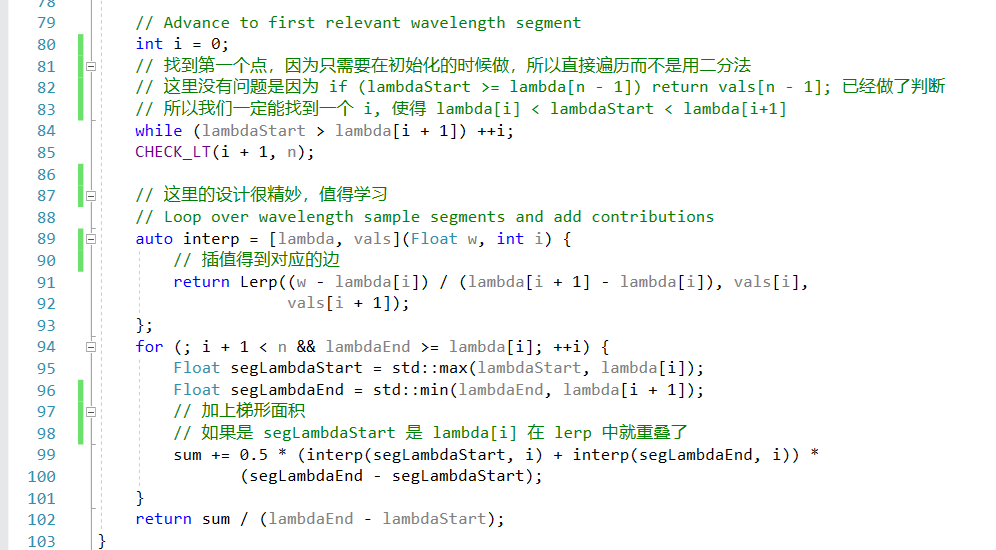 78
79 // Advance to first relevant wavelength segment
80 int i = 0;
81 // 找到第一个点，因为只需要在初始化的时候做，所以直接遍历而不是用二分法
82 // 这里没有问题是因为 if (lambdaStart >= lambda[n - 1]) return vals[n - 1]; 已经做了判断
83 // 所以我们一定能找到一个 i, 使得 lambda[i] < lambdaStart < lambda[i+1]
84 while (lambdaStart > lambda[i + 1]) ++i;
85 CHECK_LT(i + 1, n);
86
87 // 这里的设计很精妙，值得学习
88 // Loop over wavelength sample segments and add contributions
89 auto interp = [lambda, vals](Float w, int i) {
90 // 插值得到对应的边
91 return Lerp((w - lambda[i]) / (lambda[i + 1] - lambda[i]), vals[i],
92 vals[i + 1]);
93 };
94 for (; i + 1 < n && lambdaEnd >= lambda[i]; ++i) {
95 Float segLambdaStart = std::max(lambdaStart, lambda[i]);
96 Float segLambdaEnd = std::min(lambdaEnd, lambda[i + 1]);
97 // 加上梯形面积
98 // 如果是 segLambdaStart 是 lambda[i] 在 lerp 中就重叠了
99 sum += 0.5 * (interp(segLambdaStart, i) + interp(segLambdaEnd, i)) *
100 (segLambdaEnd - segLambdaStart);
101 }
102 return sum / (lambdaEnd - lambdaStart);
103 }